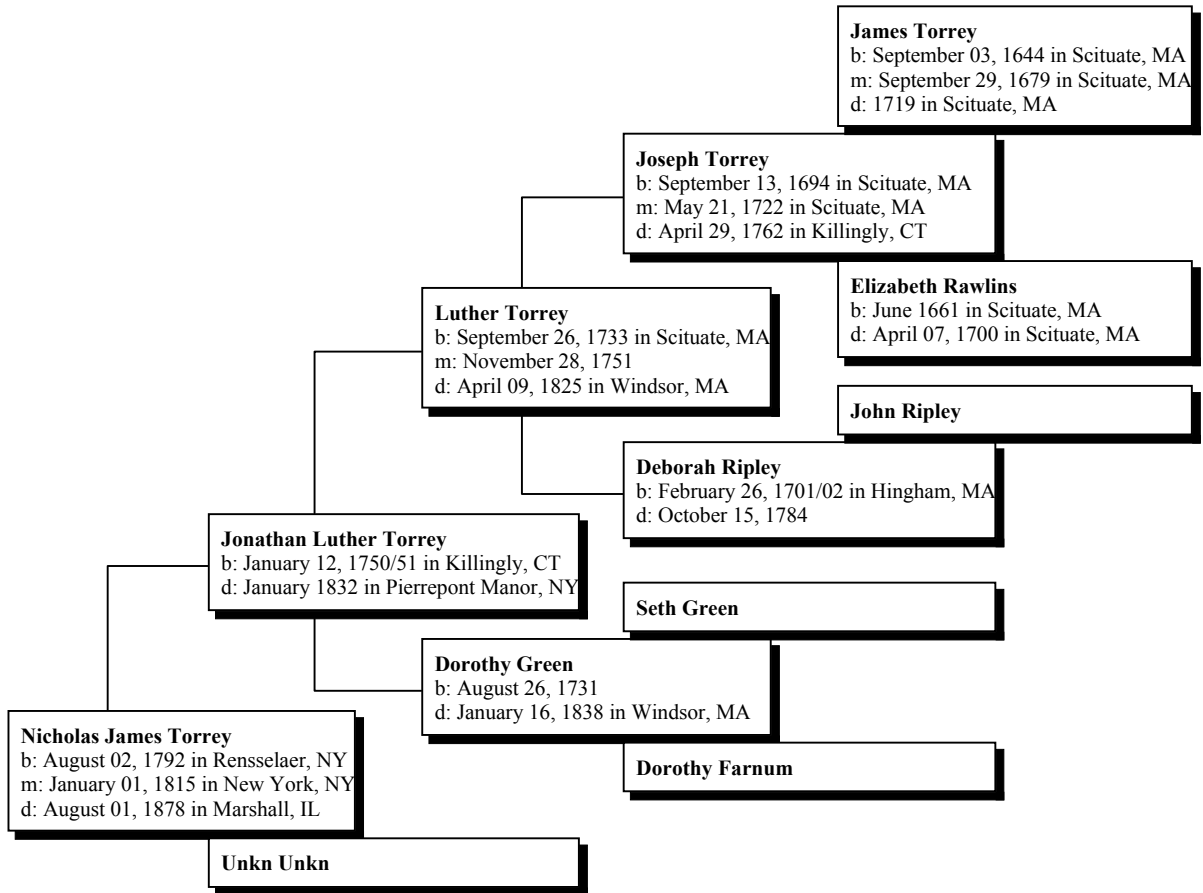 James Torrey
b: September 03, 1644 in Scituate, MA
m: September 29, 1679 in Scituate, MA
d: 1719 in Scituate, MA
Joseph Torrey
b: September 13, 1694 in Scituate, MA
m: May 21, 1722 in Scituate, MA
d: April 29, 1762 in Killingly, CT
Elizabeth Rawlins
b: June 1661 in Scituate, MA
d: April 07, 1700 in Scituate, MA
Luther Torrey
b: September 26, 1733 in Scituate, MA
m: November 28, 1751
d: April 09, 1825 in Windsor, MA
John Ripley
Deborah Ripley
b: February 26, 1701/02 in Hingham, MA
d: October 15, 1784
Jonathan Luther Torrey
b: January 12, 1750/51 in Killingly, CT
d: January 1832 in Pierrepont Manor, NY
Seth Green
Dorothy Green
b: August 26, 1731
d: January 16, 1838 in Windsor, MA
Dorothy Farnum
Nicholas James Torrey
b: August 02, 1792 in Rensselaer, NY
m: January 01, 1815 in New York, NY
d: August 01, 1878 in Marshall, IL
Unkn Unkn